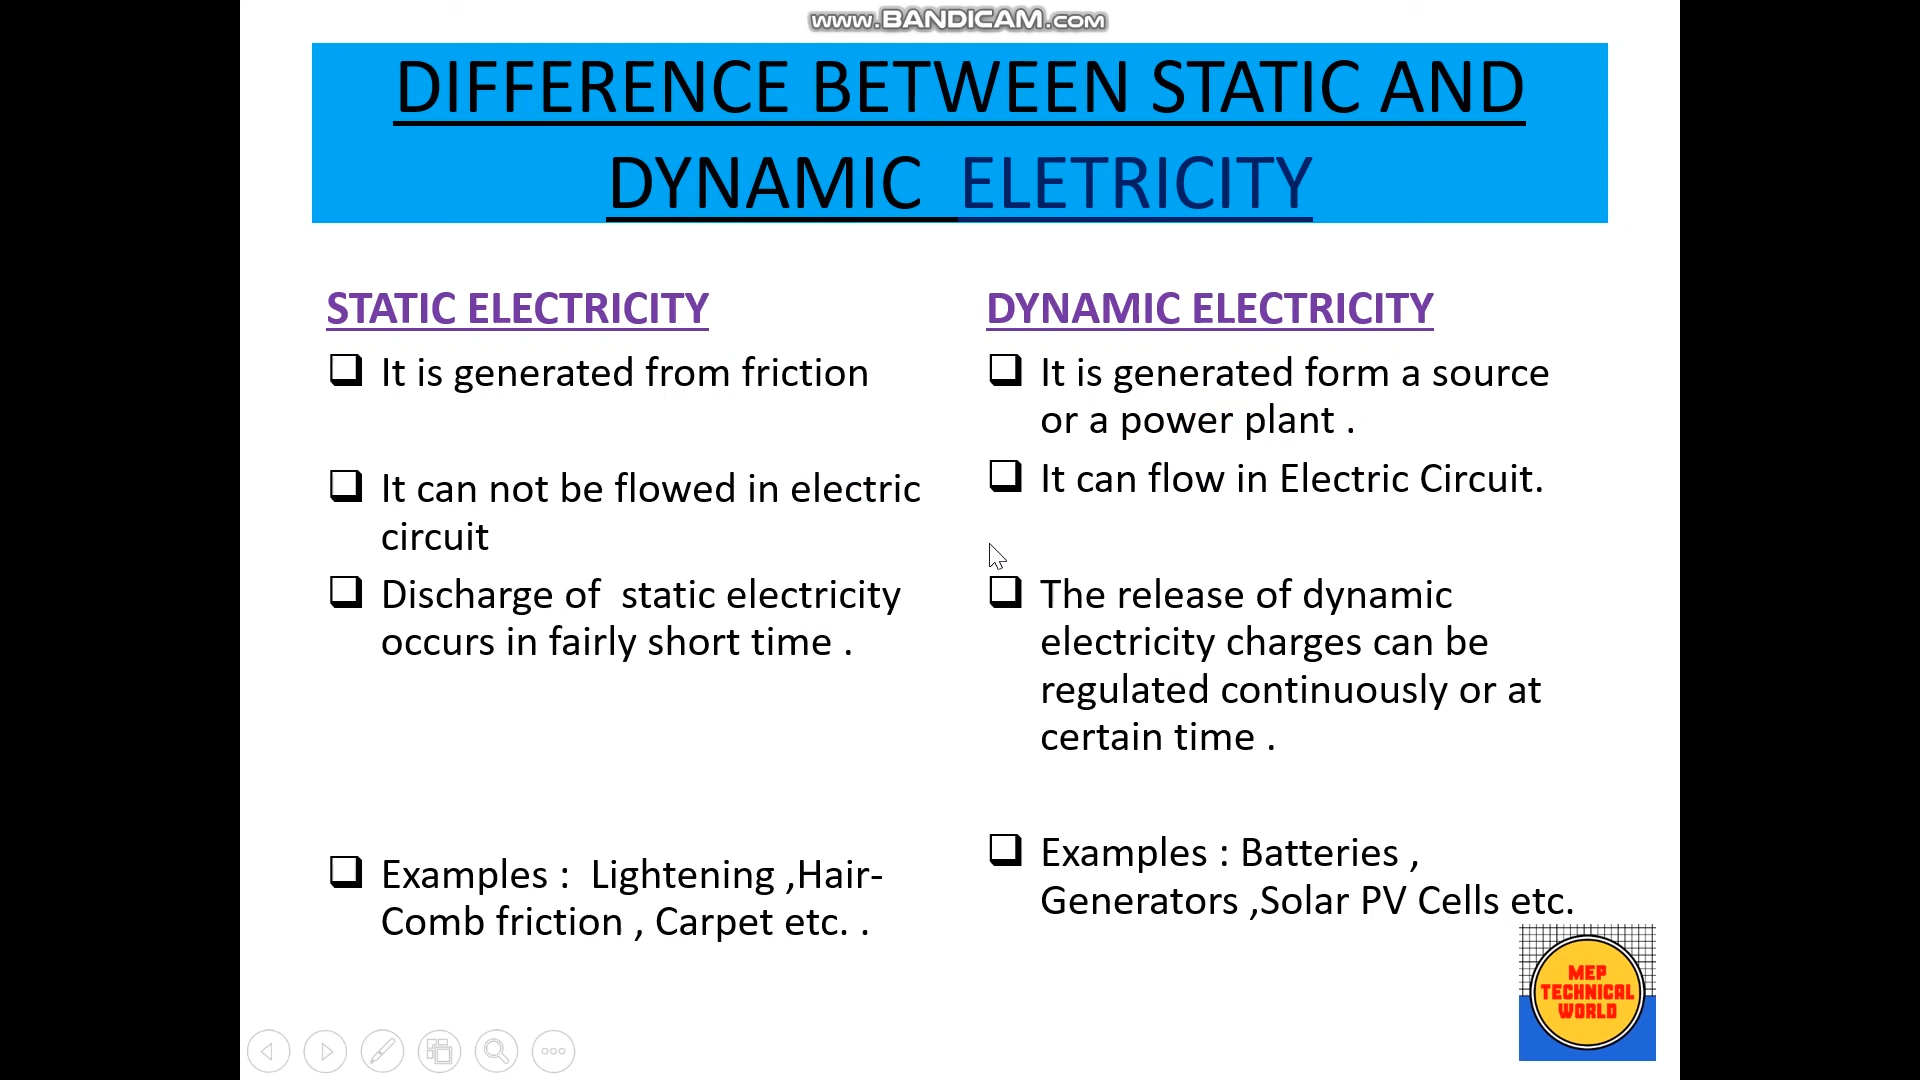 www.BANDICAM.com
DIFFERENCE BETWEEN STATIC AND
DYNAMIC ELETRICITY
STATIC ELECTRICITY
It is generated from friction
It can not be flowed in electric
circuit
Discharge of static electricity
occurs in fairly short time .
Examples : Lightening ,Hair-
Comb friction , Carpet etc. .
DYNAMIC ELECTRICITY
It is generated form a source
or a power plant .
It can flow in Electric Circuit.
The release of dynamic
electricity charges can be
regulated continuously or at
certain time .
Examples : Batteries ,
Generators ,Solar PV Cells etc.
MEP
TECHNICAL
WORLD